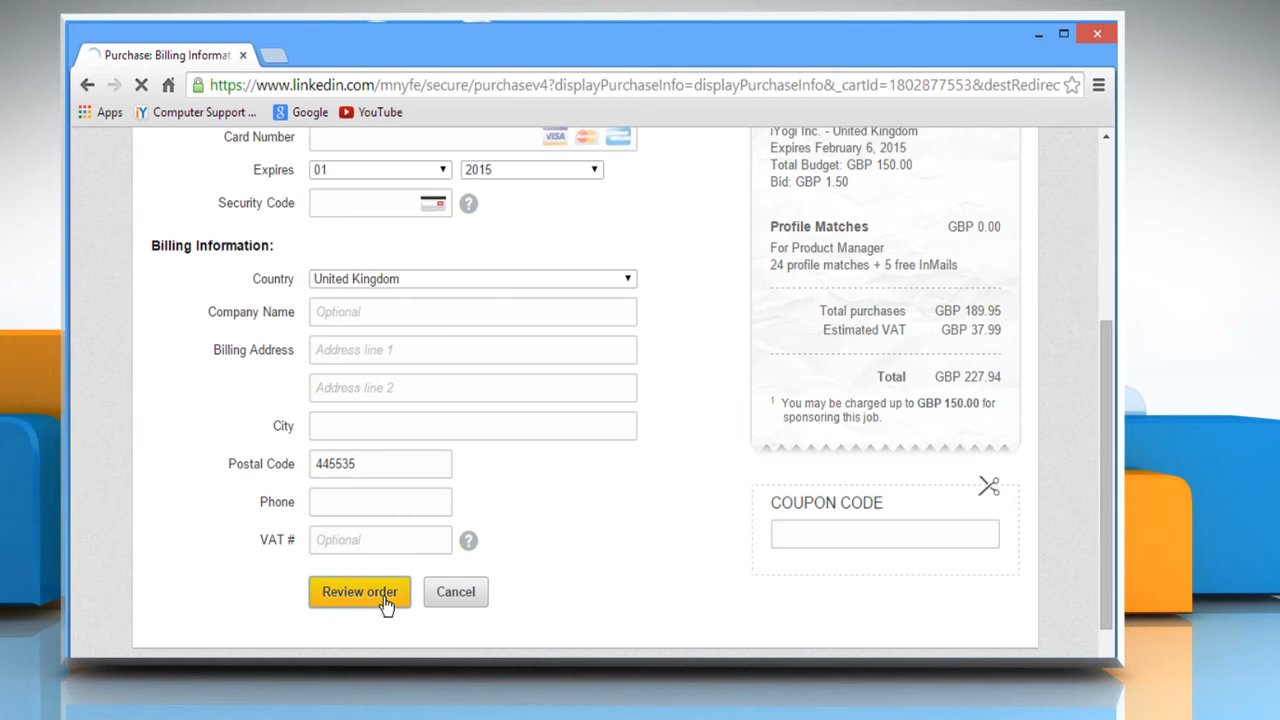 Purchase: Billing Informat
https://www.linkedin.com/mnyfe/secure/purchasev4?displayPurchaseInfo=displayPurchaseInfo&_cartId=1802877553&destRedirec
Apps iY Computer Support ... 8 Google YouTube
Card Number VISA
Expires 01 2015
Security Code ?
Billing Information:
Country United Kingdom
Company Name Optional
Billing Address Address line 1
Address line 2
City
Postal Code 445535
Phone
VAT # Optional ?
Review order Cancel
iYogi Inc. - United Kingdom
Expires February 6, 2015
Total Budget: GBP 150.00
Bid: GBP 1.50
Profile Matches GBP 0.00
For Product Manager
24 profile matches + 5 free InMails
Total purchases GBP 189.95
Estimated VAT GBP 37.99
Total GBP 227.94
1 You may be charged up to GBP 150.00 for
sponsoring this job.
COUPON CODE